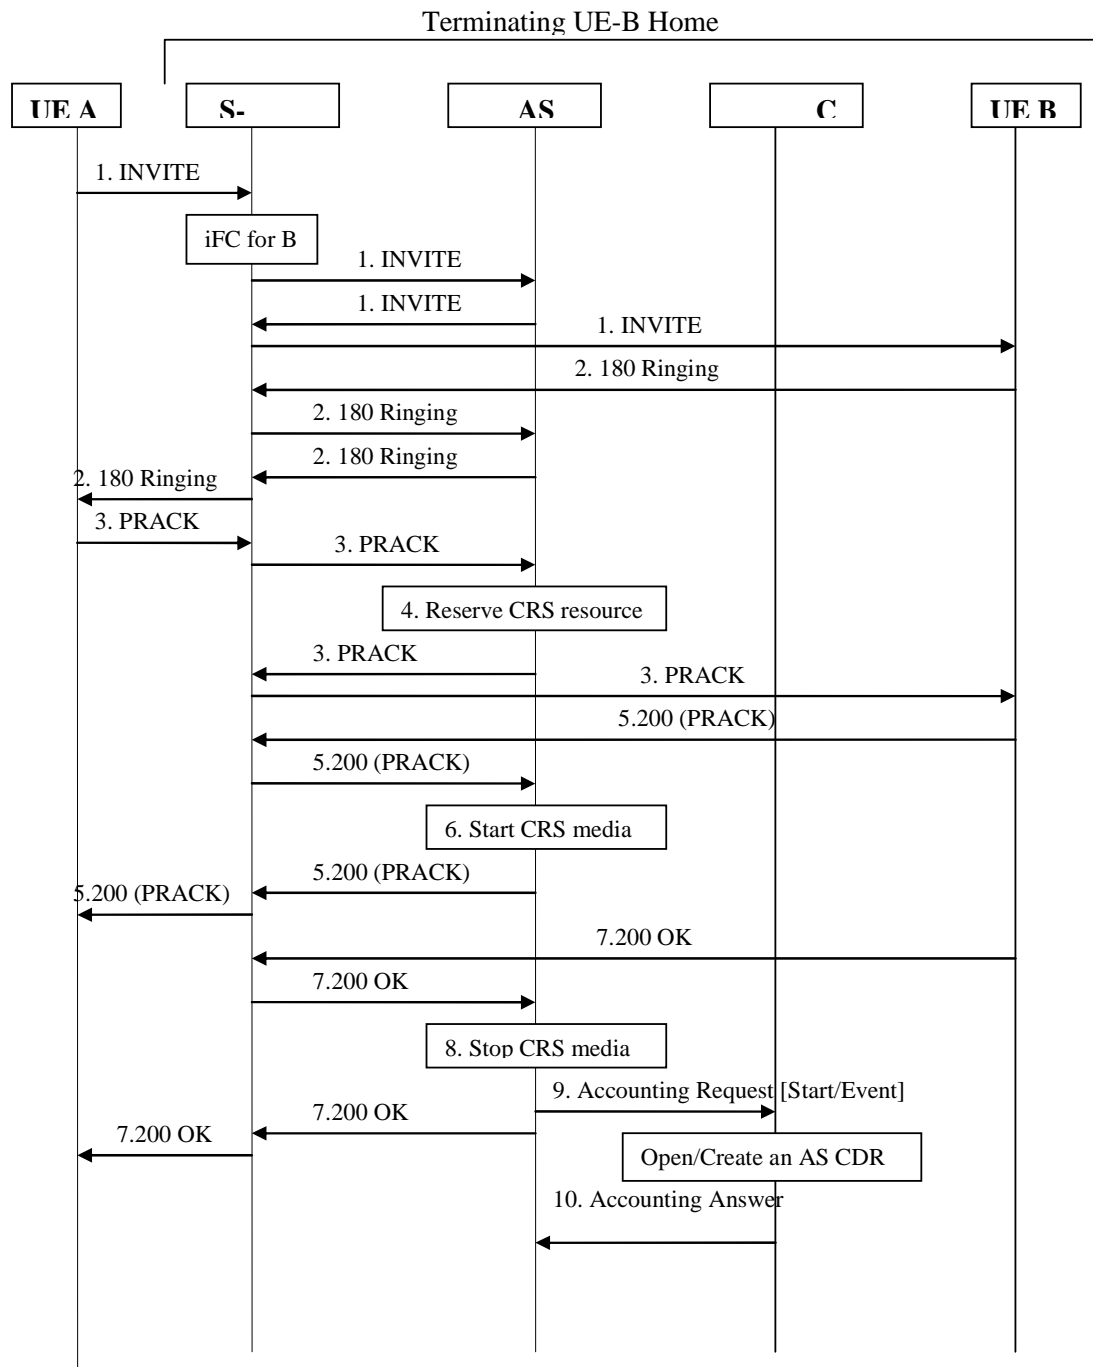 Terminating UE-B Home
UE A
S-
AS
C
UE B
1. INVITE
iFC for B
1. INVITE
1. INVITE
1. INVITE
2. 180 Ringing
2. 180 Ringing
2. 180 Ringing
2. 180 Ringing
3. PRACK
3. PRACK
4. Reserve CRS resource
3. PRACK
3. PRACK
5.200 (PRACK)
5.200 (PRACK)
6. Start CRS media
5.200 (PRACK)
5.200 (PRACK)
7.200 OK
7.200 OK
8. Stop CRS media
9. Accounting Request [Start/Event]
7.200 OK
7.200 OK
Open/Create an AS CDR
10. Accounting Answer